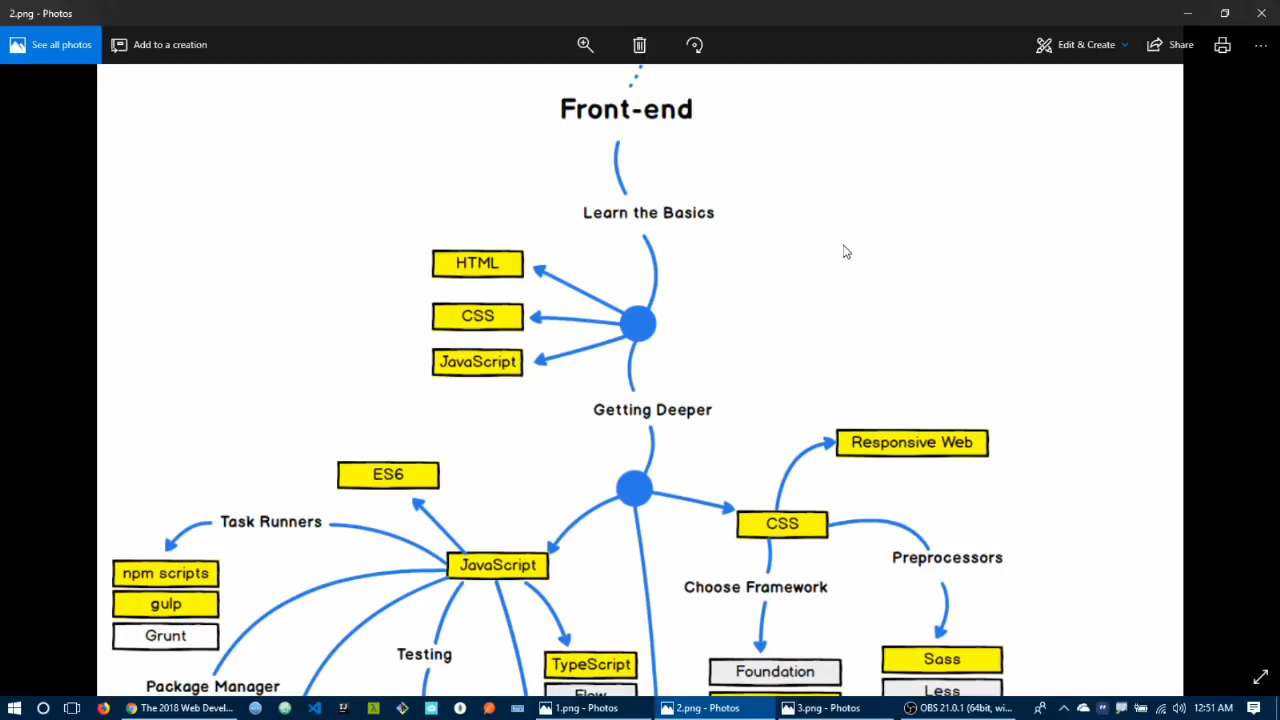 2.png - Photos
See all photos
Add to a creation
Edit & Create
Share
Front-end
Learn the Basics
HTML
CSS
JavaScript
Getting Deeper
Responsive Web
ES6
Task Runners
CSS
Preprocessors
npm scripts
JavaScript
Choose Framework
gulp
Grunt
Testing
TypeScript
Foundation
Sass
Package Manager
Flow
Less
The 2018 Web Devel...
1.png - Photos
2.png - Photos
3.png - Photos
OBS 21.0.1 (64bit, wi...
12:51 AM